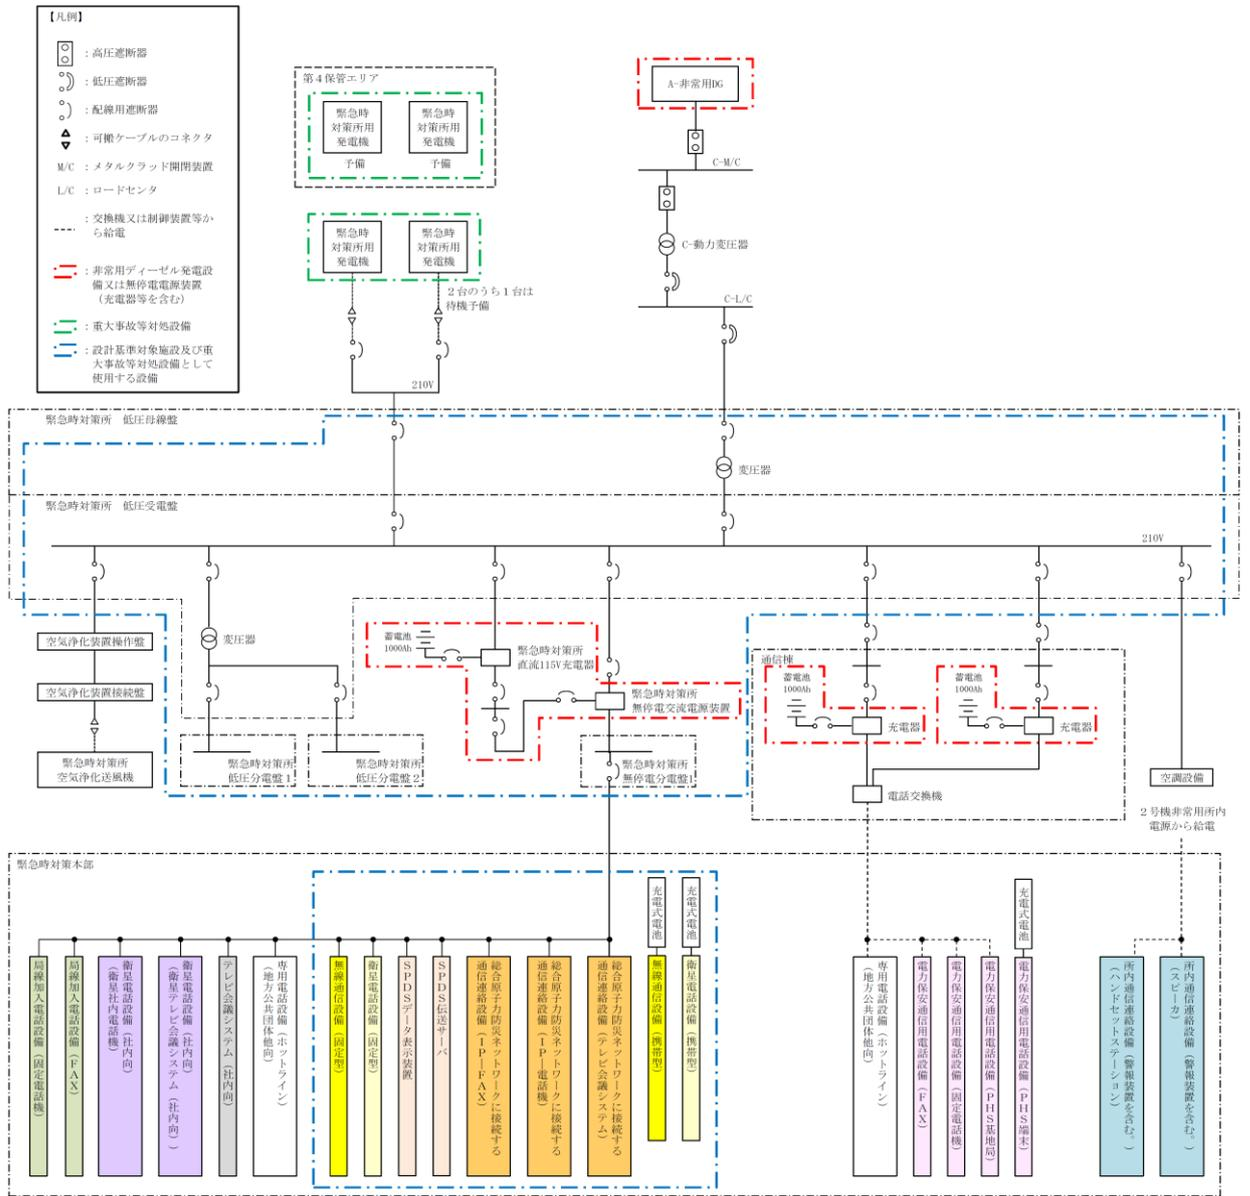 【凡例】
：高圧遮断器
：低圧遮断器
：配線用遮断器
：可搬ケーブルのコネクタ
M/C ：メタルクラッド開閉装置
L/C ：ロードセンタ
：交換機又は制御装置等か
ら給電
：非常用ディーゼル発電設
備又は無停電電源装置
（充電器等を含む）
：重大事故等対処設備
：設計基準対象施設及び重
大事故等対処設備として
使用する設備
第４保管エリア
緊急時
対策所用
発電機
予備
緊急時
対策所用
発電機
予備
緊急時
対策所用
発電機
緊急時
対策所用
発電機
２台のうち１台は
待機予備
210V
A-非常用DG
C-M/C
C-動力変圧器
C-L/C
緊急時対策所　低圧母線盤
変圧器
緊急時対策所　低圧受電盤
210V
空気浄化装置操作盤
空気浄化装置接続盤
緊急時対策所
空気浄化送風機
変圧器
緊急時対策所
低圧分電盤１
緊急時対策所
低圧分電盤２
蓄電池
1000Ah
緊急時対策所
直流115V充電器
緊急時対策所
無停電交流電源装置
緊急時対策所
無停電分電盤1
通信棟
蓄電池
1000Ah
充電器
蓄電池
1000Ah
充電器
電話交換機
空調設備
２号機非常用所内
電源から給電
緊急時対策本部
局線加入電話設備（固定電話機）
局線加入電話設備（FAX）
衛星電話設備（社内向）
（衛星社内電話機）
衛星電話設備（社内向）
（衛星テレビ会議システム（社内向））
テレビ会議システム（社内向）
専用電話設備（ホットライン）
（地方公共団体他向）
無線通信設備（固定型）
衛星電話設備（固定型）
SPDSデータ表示装置
SPDS伝送サーバ
総合原子力防災ネットワークに接続する
通信連絡設備（IP－FAX）
総合原子力防災ネットワークに接続する
通信連絡設備（IP－電話機）
総合原子力防災ネットワークに接続する
通信連絡設備（テレビ会議システム）
充電式電池
無線通信設備（携帯型）
充電式電池
衛星電話設備（携帯型）
専用電話設備（ホットライン）
（地方公共団体他向）
電力保安通信用電話設備（FAX）
電力保安通信用電話設備（固定電話機）
電力保安通信用電話設備（PHS基地局）
充電式電池
電力保安通信用電話設備（PHS端末）
所内通信連絡設備（警報装置を含む。）
（ハンドセットステーション）
所内通信連絡設備（警報装置を含む。）
（スピーカ）